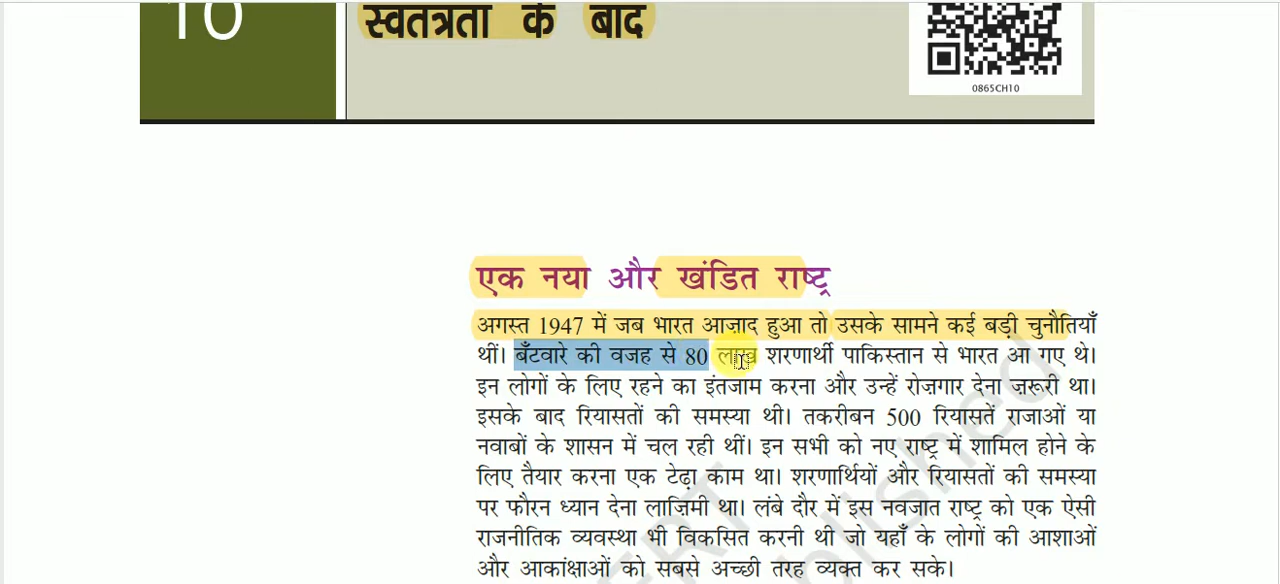 10
स्वतंत्रता के बाद
0865CH10
एक नया और खंडित राष्ट्र
अगस्त 1947 में जब भारत आज़ाद हुआ तो उसके सामने कई बड़ी चुनौतियाँ
थीं। बँटवारे की वजह से 80 लाख शरणार्थी पाकिस्तान से भारत आ गए थे।
इन लोगों के लिए रहने का इंतज़ाम करना और उन्हें रोज़गार देना ज़रूरी था।
इसके बाद रियासतों की समस्या थी। तकरीबन 500 रियासतें राजाओं या
नवाबों के शासन में चल रही थीं। इन सभी को नए राष्ट्र में शामिल होने के
लिए तैयार करना एक टेढ़ा काम था। शरणार्थियों और रियासतों की समस्या
पर फौरन ध्यान देना लाज़िमी था। लंबे दौर में इस नवजात राष्ट्र को एक ऐसी
राजनीतिक व्यवस्था भी विकसित करनी थी जो यहाँ के लोगों की आशाओं
और आकांक्षाओं को सबसे अच्छी तरह व्यक्त कर सके।